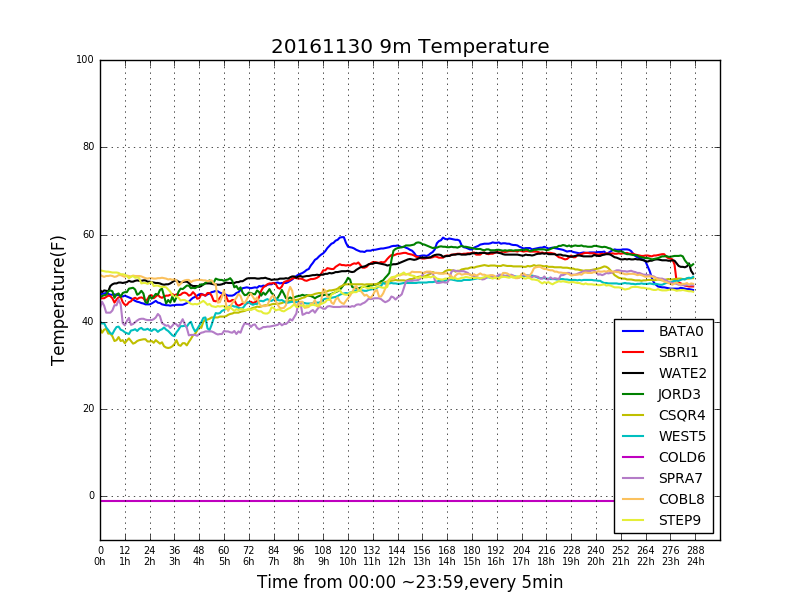 20161130 9m Temperature
100
80
60
40
20
0
Temperature(F)
BATA0
SBRI1
WATE2
JORD3
CSQR4
WEST5
COLD6
SPRA7
COBL8
STEP9
0 12 24 36 48 60 72 84 96 108 120 132 144 156 168 180 192 204 216 228 240 252 264 276 288
0h 1h 2h 3h 4h 5h 6h 7h 8h 9h 10h 11h 12h 13h 14h 15h 16h 17h 18h 19h 20h 21h 22h 23h 24h
Time from 00:00 ~23:59,every 5min